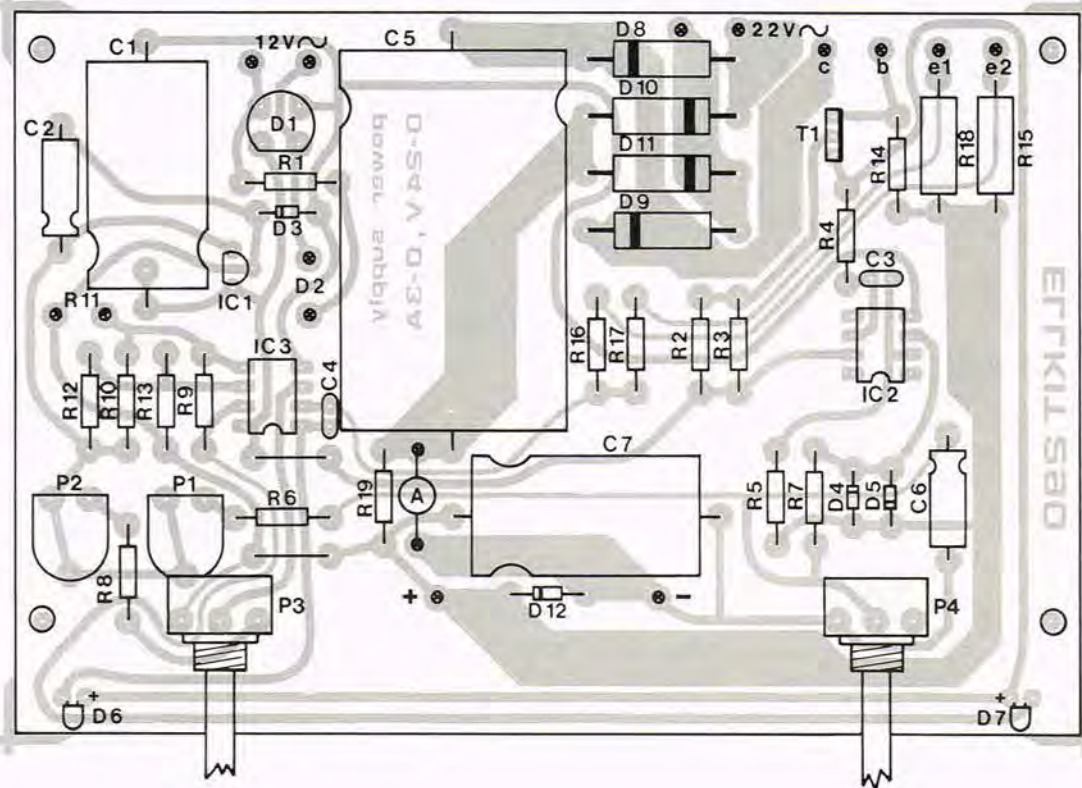 C1
12V~
C5
D8
22V~
c
b
e1
e2
D10
C2
D1
T1
D11
R14
R18
R15
R1
D9
D3
R4
0-24V, 0-3A
power supply
C3
IC1
D2
R11
IC3
R16
R17
R2
R3
R12
R10
R13
R9
C4
IC2
C7
P2
P1
R6
R19
A
R5
R7
D4
D5
C6
R8
P3
+
D12
-
P4
+
D6
+
D7